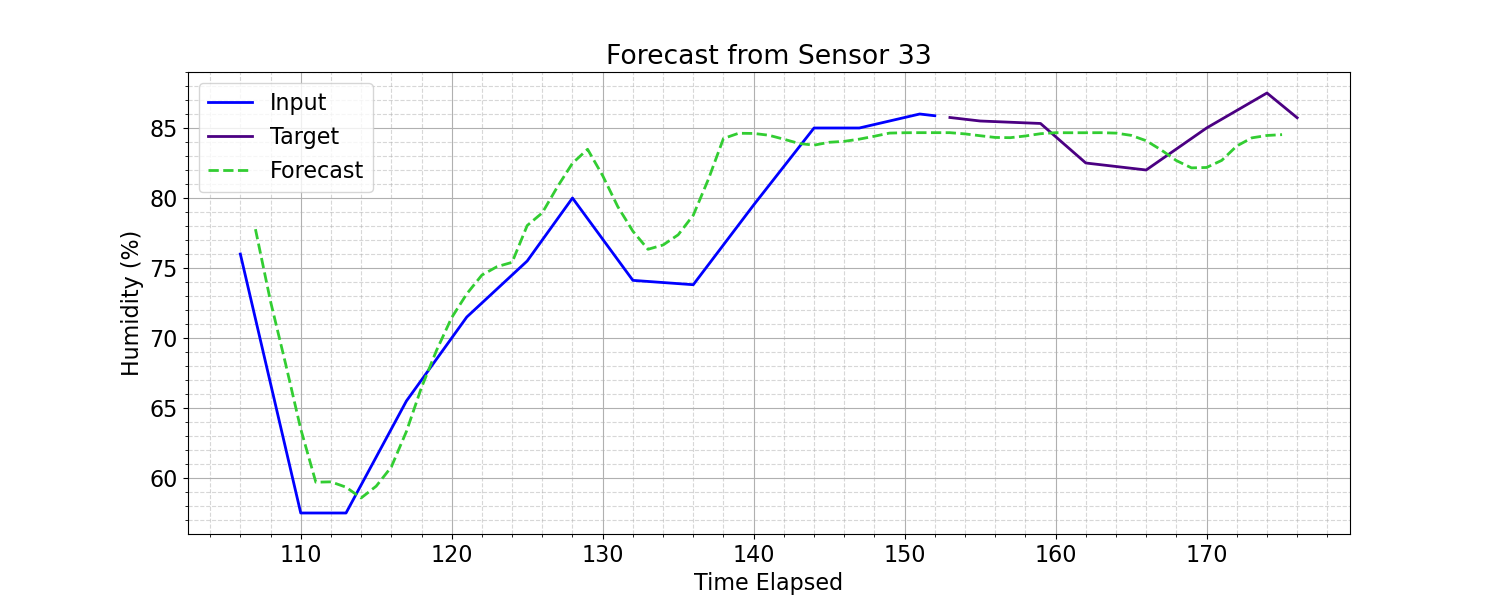 Forecast from Sensor 33
Input
Target
Forecast
Humidity (%)
85
80
75
70
65
60
110 120 130 140 150 160 170
Time Elapsed